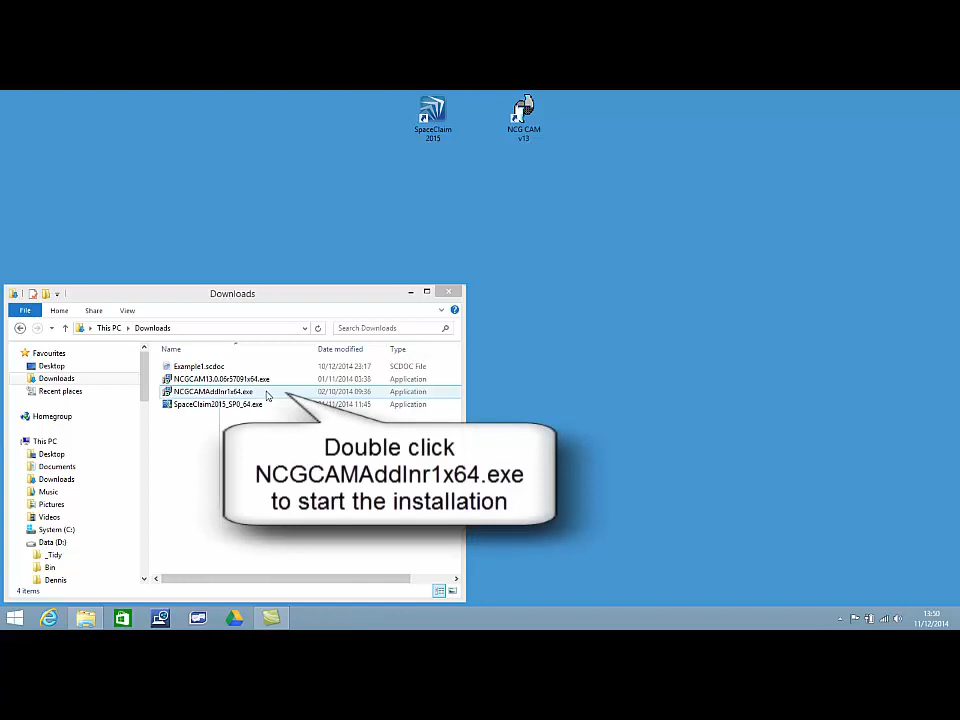 SpaceClaim
2015
NCG CAM
v13
Downloads
File Home Share View
This PC Downloads
Search Downloads
Name Date modified Type
Favourites
Desktop
Downloads
Recent places
Homegroup
This PC
Desktop
Documents
Downloads
Music
Pictures
Videos
System (C:)
Data (D:)
_Tidy
Bin
Dennis
Example1.scdoc 10/12/2014 23:17 SCDOC File
NCGCAM13.0.06r57091x64.exe 01/11/2014 03:38 Application
NCGCAMAddInr1x64.exe 02/10/2014 09:36 Application
SpaceClaim2015_SP0_64.exe /11/2014 11:45 Application
Double click
NCGCAMAddInr1x64.exe
to start the installation
4 items
13:50
11/12/2014